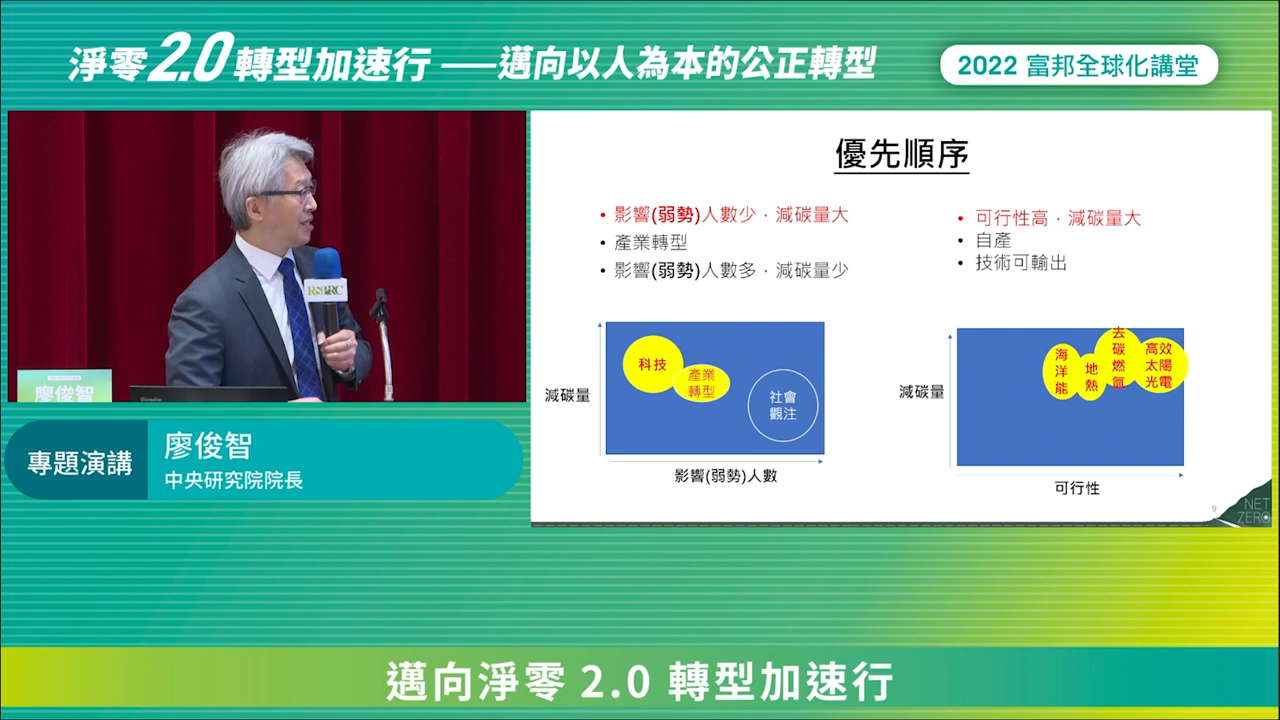 淨零2.0轉型加速行——邁向以人為本的公正轉型
2022 富邦全球化講堂
RSPRC
廖俊智
專題演講
廖俊智
中央研究院院長
優先順序
• 影響(弱勢)人數少，減碳量大
• 產業轉型
• 影響(弱勢)人數多，減碳量少
• 可行性高，減碳量大
• 自產
• 技術可輸出
減碳量
科技
產業
轉型
社會
觀注
影響(弱勢)人數
減碳量
海洋能
地熱
去碳燃氫
高效
太陽
光電
可行性
9
NET
ZERO
邁向淨零 2.0 轉型加速行